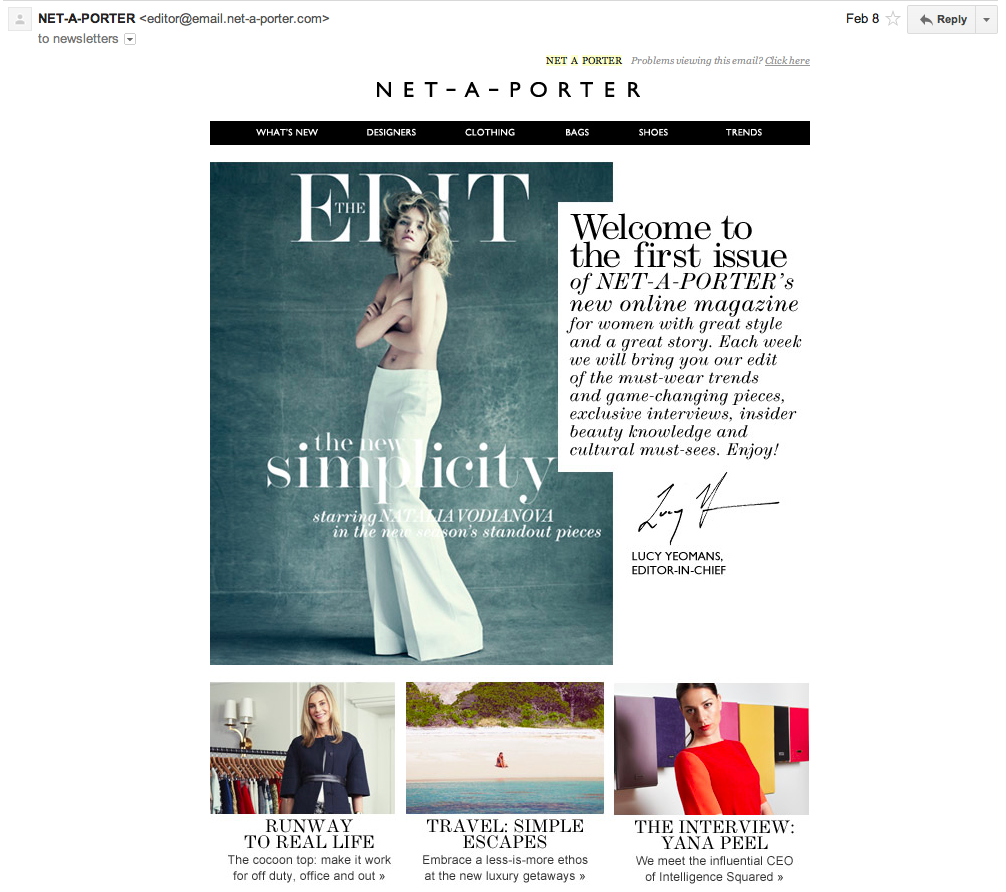 NET-A-PORTER <editor@email.net-a-porter.com>
Feb 8
Reply
to newsletters
NET A PORTER Problems viewing this email? Click here
NET-A-PORTER
WHAT'S NEW DESIGNERS CLOTHING BAGS SHOES TRENDS
THE EDIT
the new
simplicity
starring NATALIA VODIANOVA
in the new season's standout pieces
Welcome to
the first issue
of NET-A-PORTER's
new online magazine
for women with great style
and a great story. Each week
we will bring you our edit
of the must-wear trends
and game-changing pieces,
exclusive interviews, insider
beauty knowledge and
cultural must-sees. Enjoy!
Lucy Y
LUCY YEOMANS,
EDITOR-IN-CHIEF
RUNWAY
TO REAL LIFE
The cocoon top: make it work
for off duty, office and out »
TRAVEL: SIMPLE
ESCAPES
Embrace a less-is-more ethos
at the new luxury getaways »
THE INTERVIEW:
YANA PEEL
We meet the influential CEO
of Intelligence Squared »